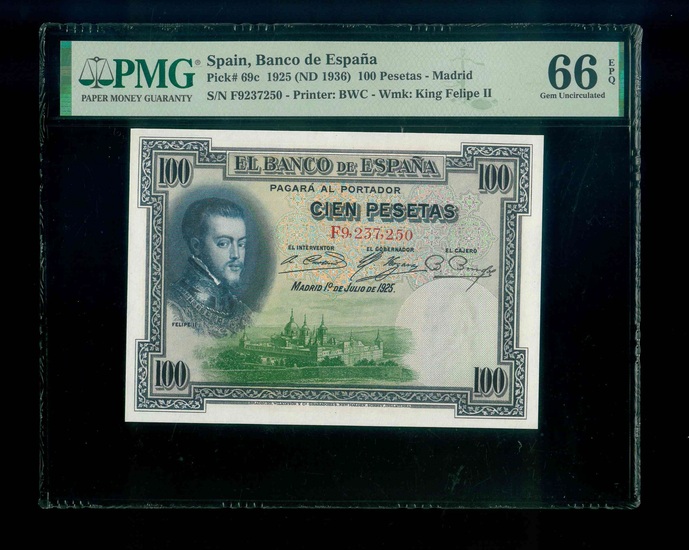 PMG®
PAPER MONEY GUARANTY
Spain, Banco de España
Pick# 69c 1925 (ND 1936) 100 Pesetas - Madrid
S/N F9237250 - Printer: BWC - Wmk: King Felipe II
66 EPQ
Gem Uncirculated
100 EL BANCO DE ESPAÑA 100
PAGARÁ AL PORTADOR
CIEN PESETAS
F9,237,250
EL INTERVENTOR EL GOBERNADOR EL CAJERO
MADRID 1º DE JULIO DE 1925.
FELIPE II
100 100